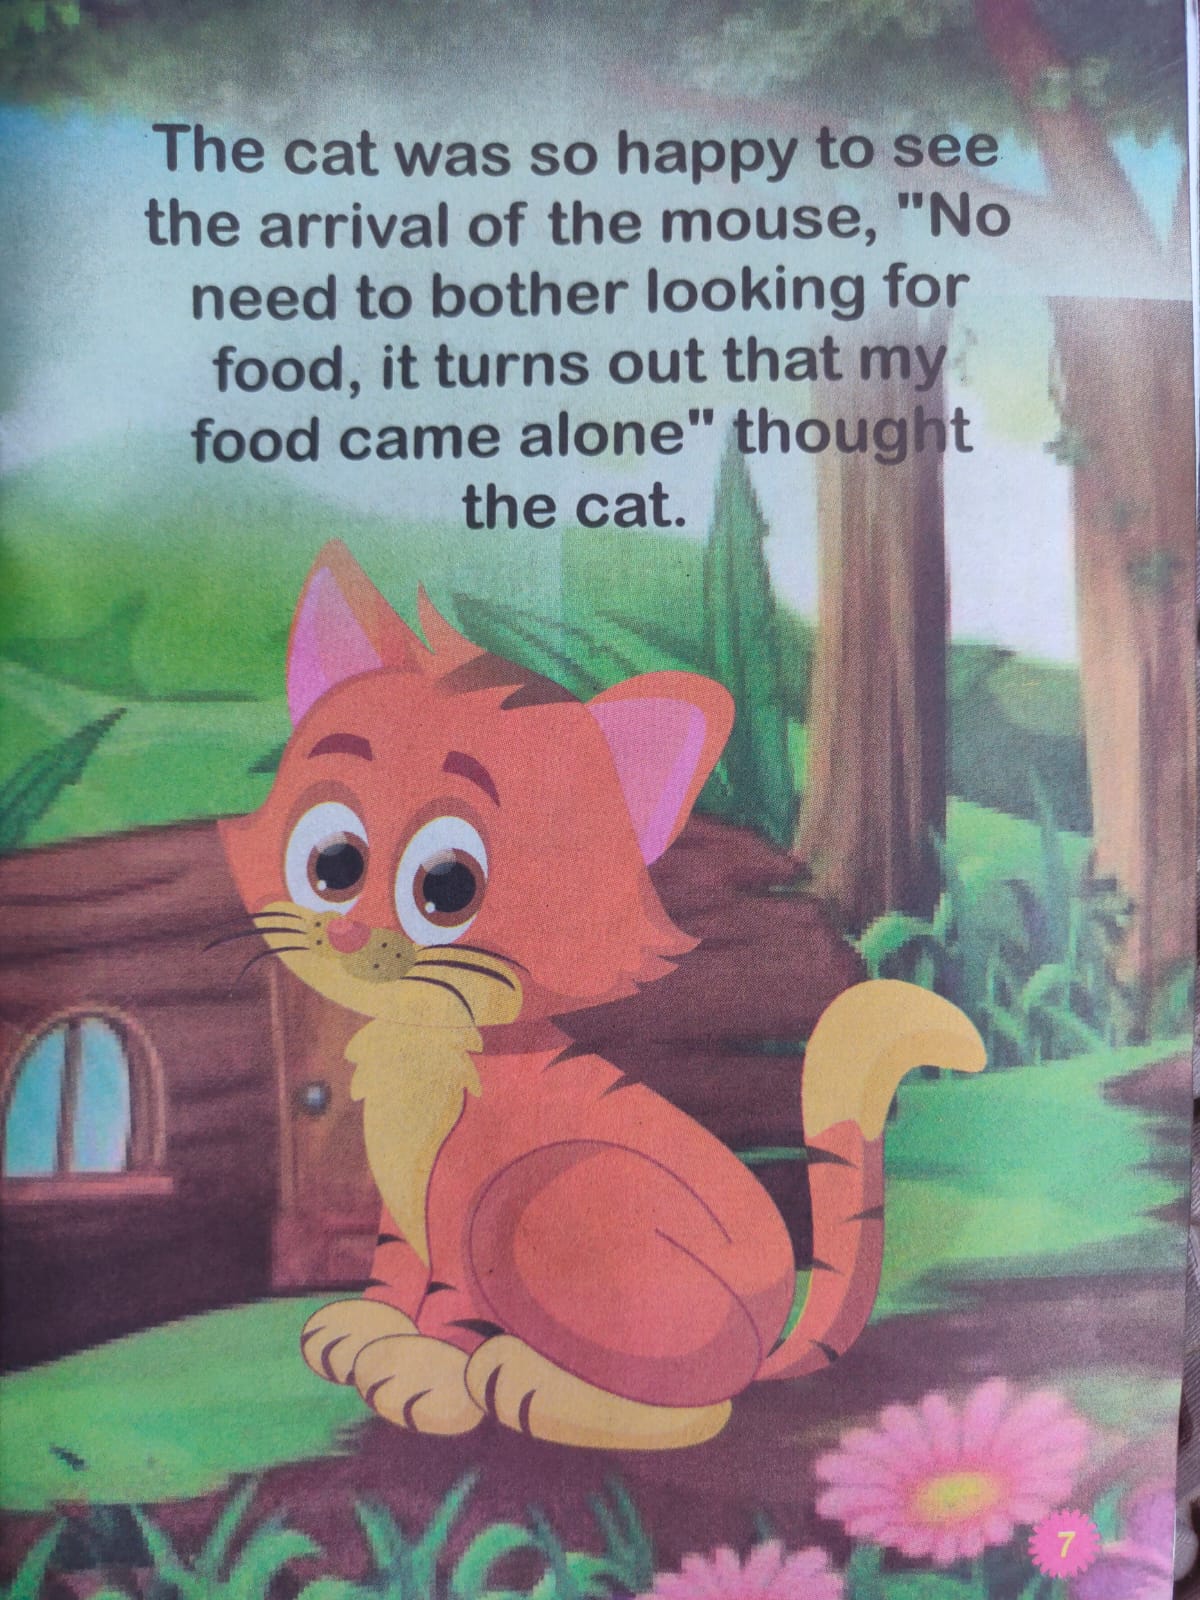 The cat was so happy to see
the arrival of the mouse, "No
need to bother looking for
food, it turns out that my
food came alone" thought
the cat.
7